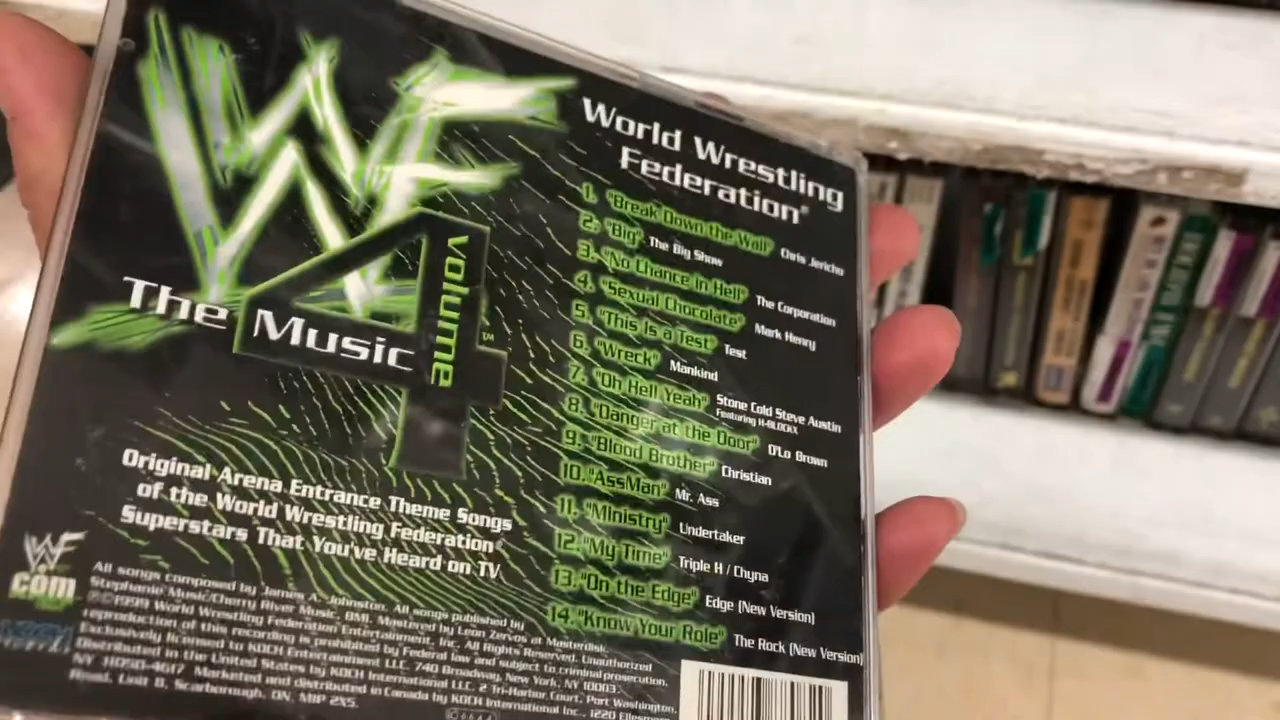 WF
The Music
volume
4
TM
World Wrestling
Federation®
1. "Break Down the Wall" Chris Jericho
2. "Big" The Big Show
3. "No Chance in Hell" The Corporation
4. "Sexual Chocolate" Mark Henry
5. "This Is a Test" Test
6. "Wreck" Mankind
7. "Oh Hell Yeah" Stone Cold Steve Austin
Featuring H-BLOCKX
8. "Danger at the Door" D'Lo Brown
9. "Blood Brother" Christian
10. "AssMan" Mr. Ass
11. "Ministry" Undertaker
12. "My Time" Triple H / Chyna
13. "On the Edge" Edge (New Version)
14. "Know Your Role" The Rock (New Version)
Original Arena Entrance Theme Songs
of the World Wrestling Federation®
Superstars That You've Heard on TV
WF
com
All songs composed by James A. Johnston. All songs published by
Stephanie Music/Cherry River Music, BMI. Mastered by Leon Zervos at Masterdisk.
℗©1999 World Wrestling Federation Entertainment, Inc. All Rights Reserved. Unauthorized
reproduction of this recording is prohibited by Federal law and subject to criminal prosecution.
Exclusively licensed to KOCH Entertainment LLC. 740 Broadway, New York, NY 10003.
Distributed in the United States by KOCH International LLC. 2 Tri-Harbor Court, Port Washington,
NY 11050-4617 Marketed and distributed in Canada by KOCH International Inc., 1220
Road, Unit 8, Scarborough, ON, M1P 2X5.